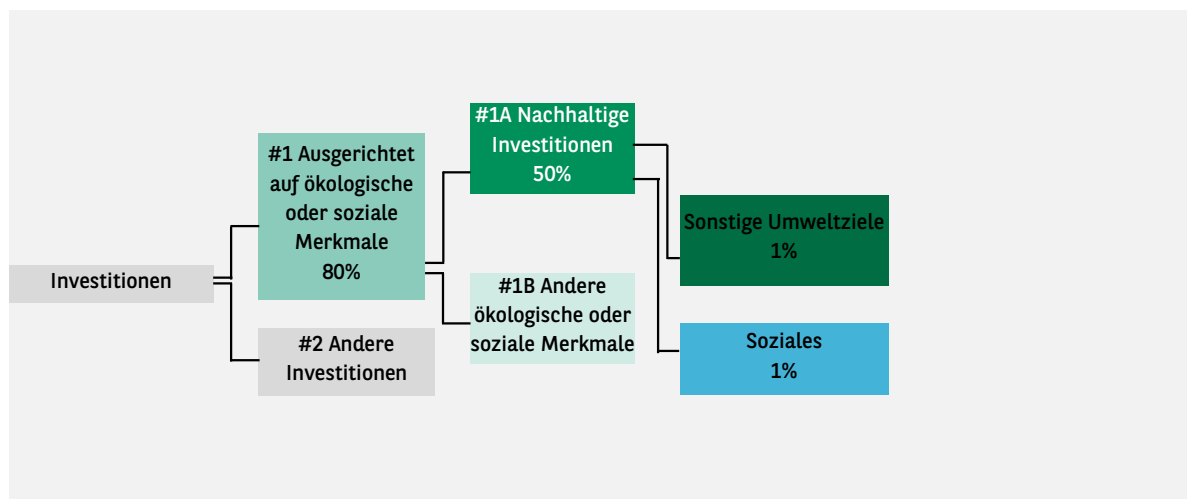 Investitionen
#1 Ausgerichtet
auf ökologische
oder soziale
Merkmale
80%
#2 Andere
Investitionen
#1A Nachhaltige
Investitionen
50%
#1B Andere
ökologische oder
soziale Merkmale
Sonstige Umweltziele
1%
Soziales
1%